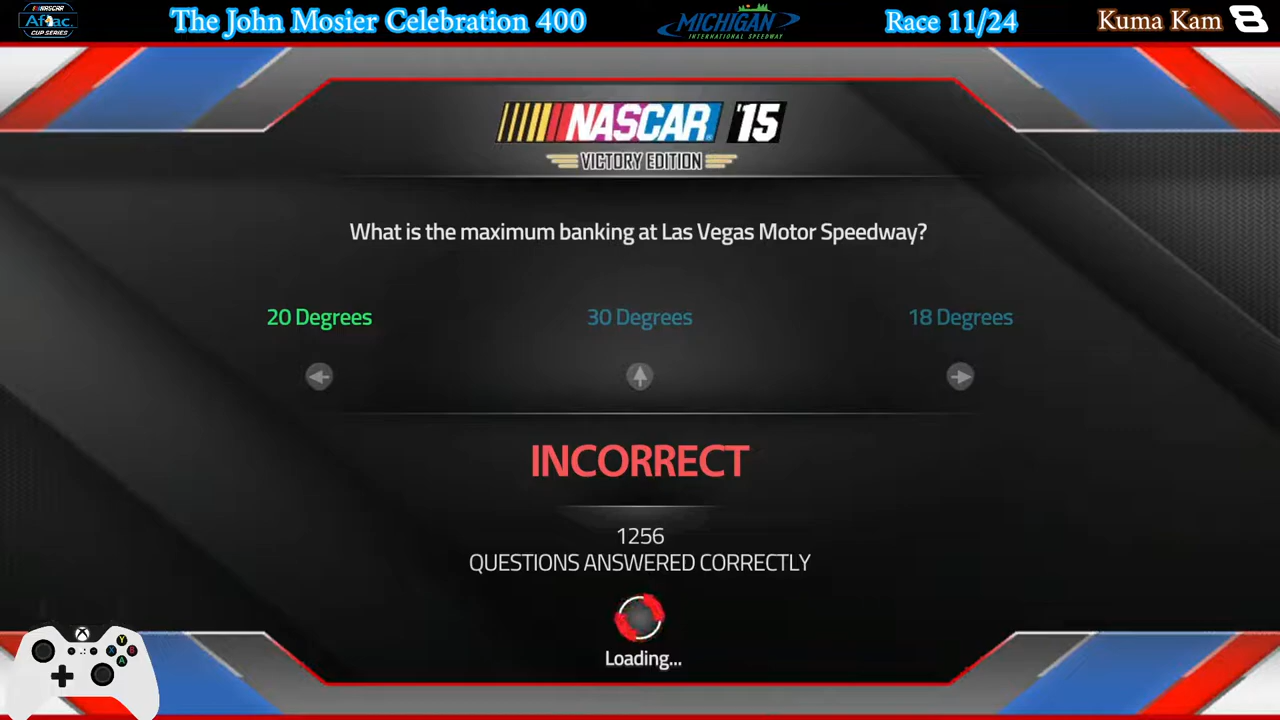 NASCAR
Aflac.
CUP SERIES
The John Mosier Celebration 400
MICHIGAN
INTERNATIONAL SPEEDWAY
Race 11/24
Kuma Kam 8
NASCAR '15
VICTORY EDITION
What is the maximum banking at Las Vegas Motor Speedway?
20 Degrees
30 Degrees
18 Degrees
INCORRECT
1256
QUESTIONS ANSWERED CORRECTLY
Loading...
Y
X
B
A